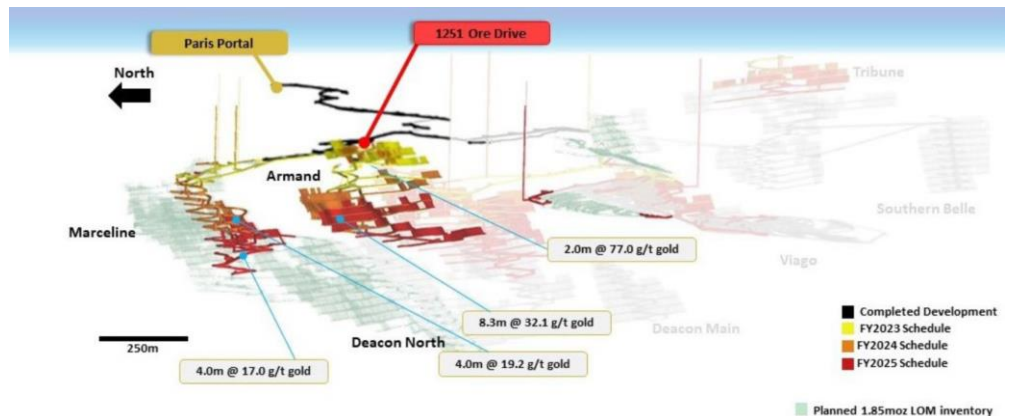 1251 Ore Drive
Paris Portal
North
Tribune
Armand
Marceline
Southern Belle
2.0m @ 77.0 g/t gold
Viago
8.3m @ 32.1 g/t gold
Deacon Main
250m
Deacon North
4.0m @ 19.2 g/t gold
4.0m @ 17.0 g/t gold
Completed Development
FY2023 Schedule
FY2024 Schedule
FY2025 Schedule
Planned 1.85moz LOM inventory